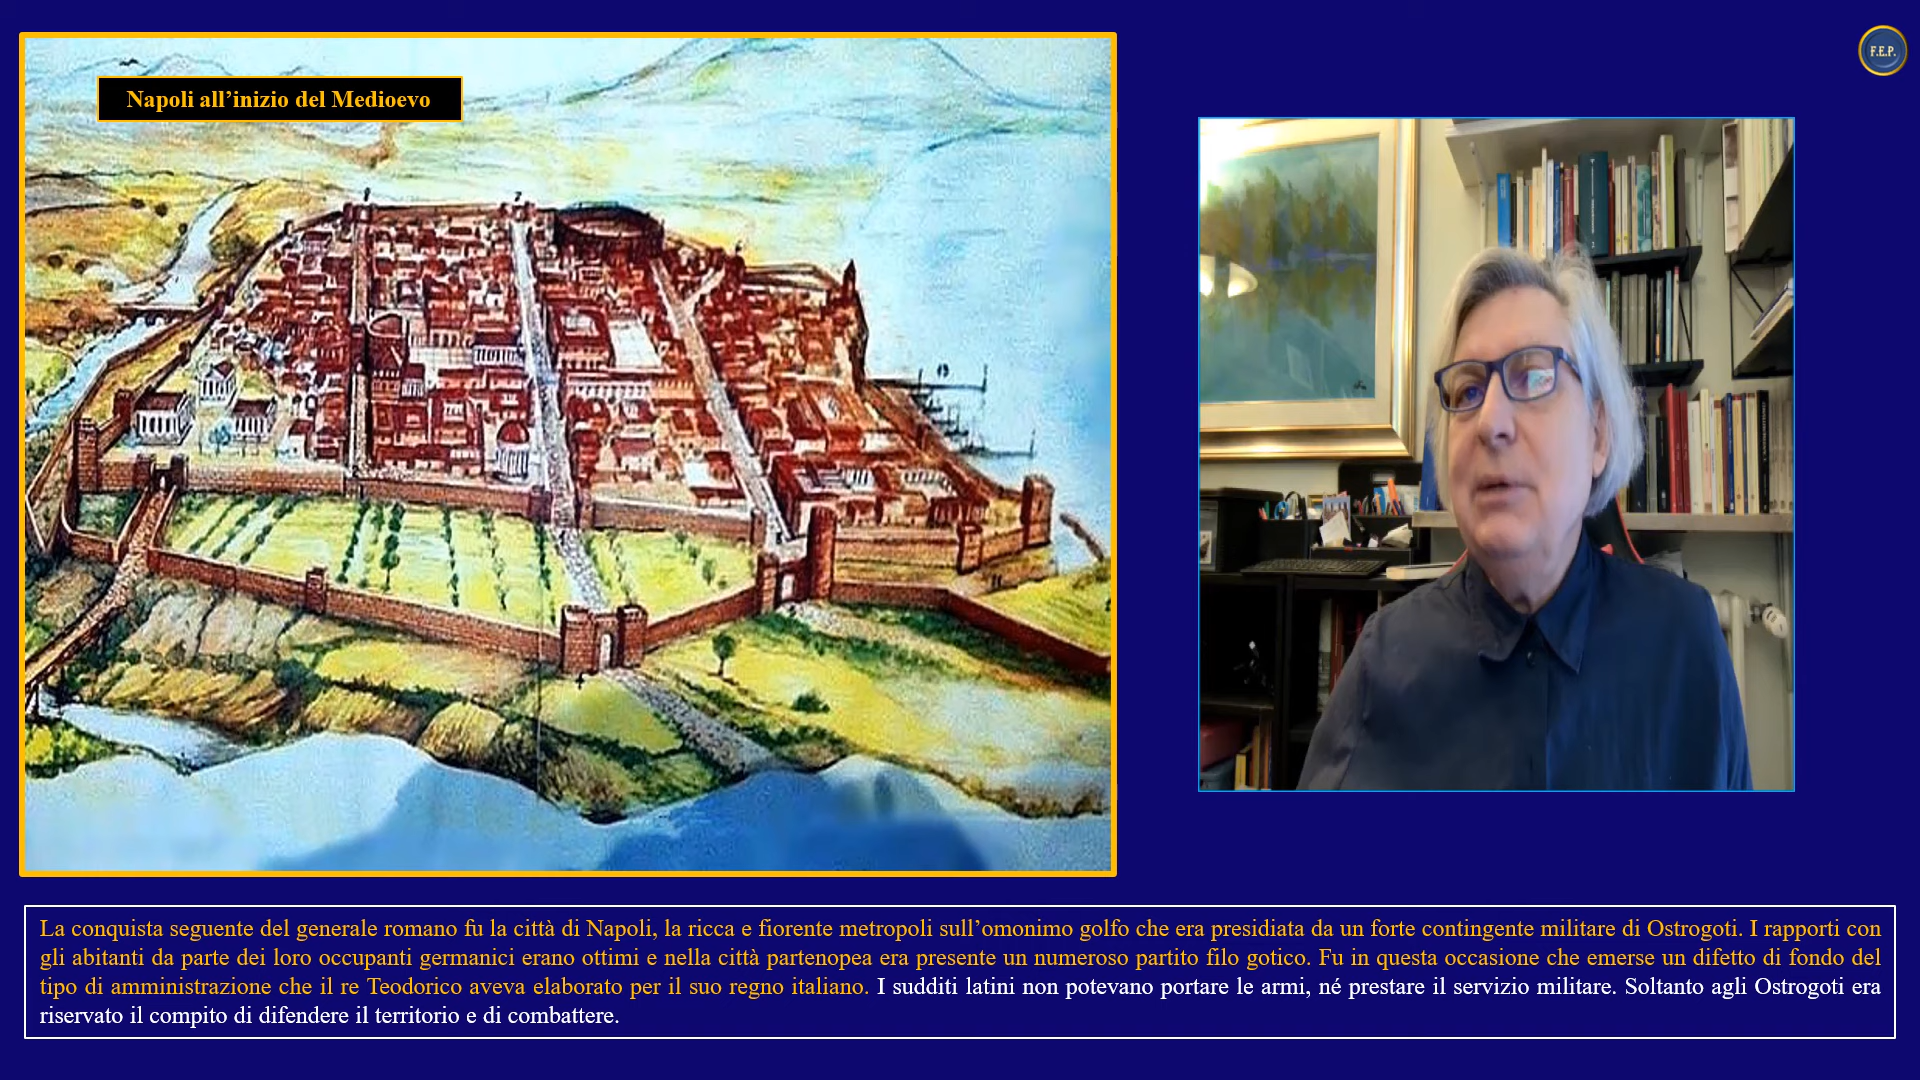 Napoli all’inizio del Medioevo
F.E.P.
La conquista seguente del generale romano fu la città di Napoli, la ricca e fiorente metropoli sull’omonimo golfo che era presidiata da un forte contingente militare di Ostrogoti. I rapporti con
gli abitanti da parte dei loro occupanti germanici erano ottimi e nella città partenopea era presente un numeroso partito filo gotico. Fu in questa occasione che emerse un difetto di fondo del
tipo di amministrazione che il re Teodorico aveva elaborato per il suo regno italiano. I sudditi latini non potevano portare le armi, né prestare il servizio militare. Soltanto agli Ostrogoti era
riservato il compito di difendere il territorio e di combattere.